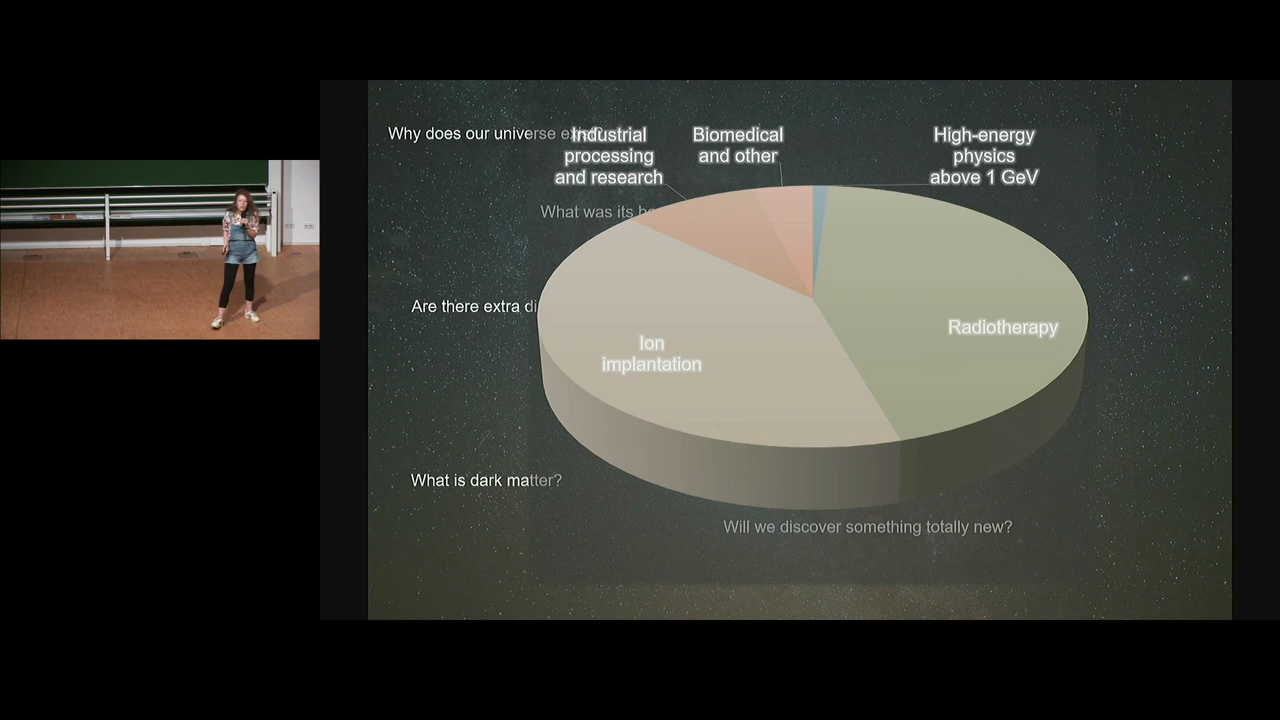 Why does our universe
Industrial
processing
and research
Biomedical
and other
High-energy
physics
above 1 GeV
What was its
Are there extra
Radiotherapy
Ion
implantation
What is dark matter?
Will we discover something totally new?